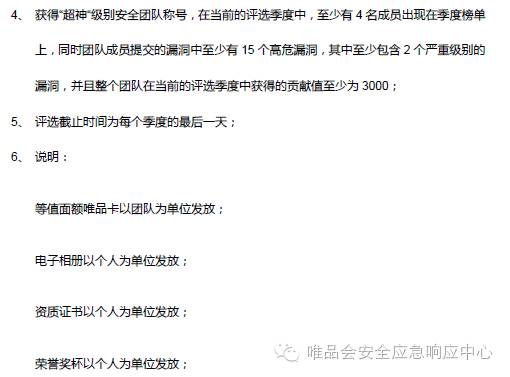 4、 获得“超神”级别安全团队称号，在当前的评选季度中，至少有 4 名成员出现在季度榜单
上，同时团队成员提交的漏洞中至少有 15 个高危漏洞，其中至少包含 2 个严重级别的
漏洞，并且整个团队在当前的评选季度中获得的贡献值至少为 3000；
5、 评选截止时间为每个季度的最后一天；
6、 说明：
等值面额唯品卡以团队为单位发放；
电子相册以个人为单位发放；
资质证书以个人为单位发放；
荣誉奖杯以个人为单位发放；
唯品会安全应急响应中心